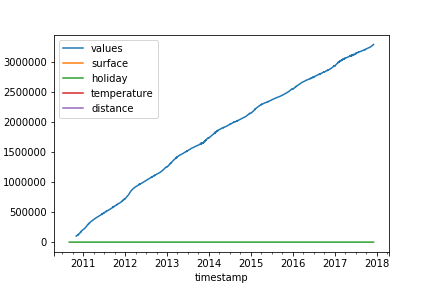 values
surface
holiday
temperature
distance
3000000
2500000
2000000
1500000
1000000
500000
0
2011 2012 2013 2014 2015 2016 2017 2018
timestamp